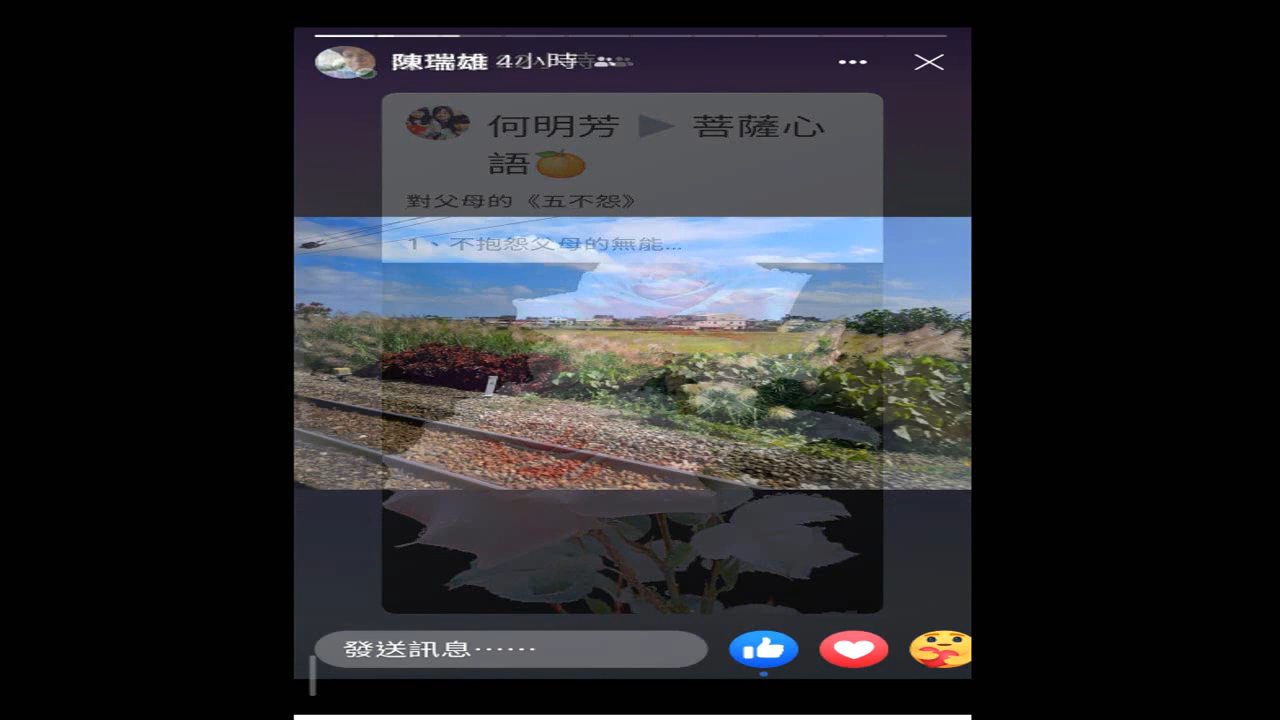 陳瑞雄 4小時
何明芳 ▶ 菩薩心
語🍊
對父母的《五不怨》
1、不抱怨父母的無能...
發送訊息……